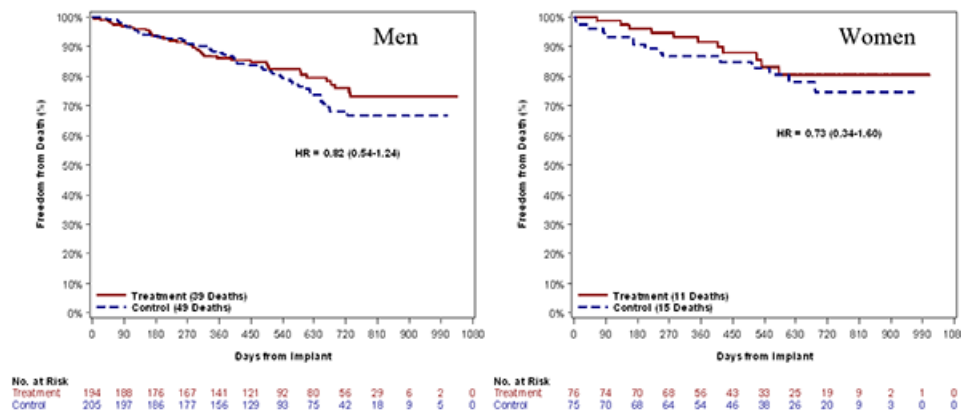 Men
Freedom from Death (%)
100%
90%
80%
70%
60%
50%
40%
30%
20%
10%
0%
HR = 0.82 (0.54-1.24)
Treatment (39 Deaths)
Control (49 Deaths)
0 90 180 270 360 450 540 630 720 810 900 990 1080
Days from Implant
No. at Risk
Treatment 194 188 176 167 141 121 92 80 56 29 6 2 0
Control 205 197 186 177 156 129 93 75 42 18 9 5 0
Women
Freedom from Death (%)
100%
90%
80%
70%
60%
50%
40%
30%
20%
10%
0%
HR = 0.73 (0.34-1.60)
Treatment (11 Deaths)
Control (15 Deaths)
0 90 180 270 360 450 540 630 720 810 900 990 1080
Days from Implant
No. at Risk
Treatment 76 74 70 68 56 43 33 25 19 9 2 1 0
Control 75 70 68 64 54 46 38 26 20 9 3 0 0